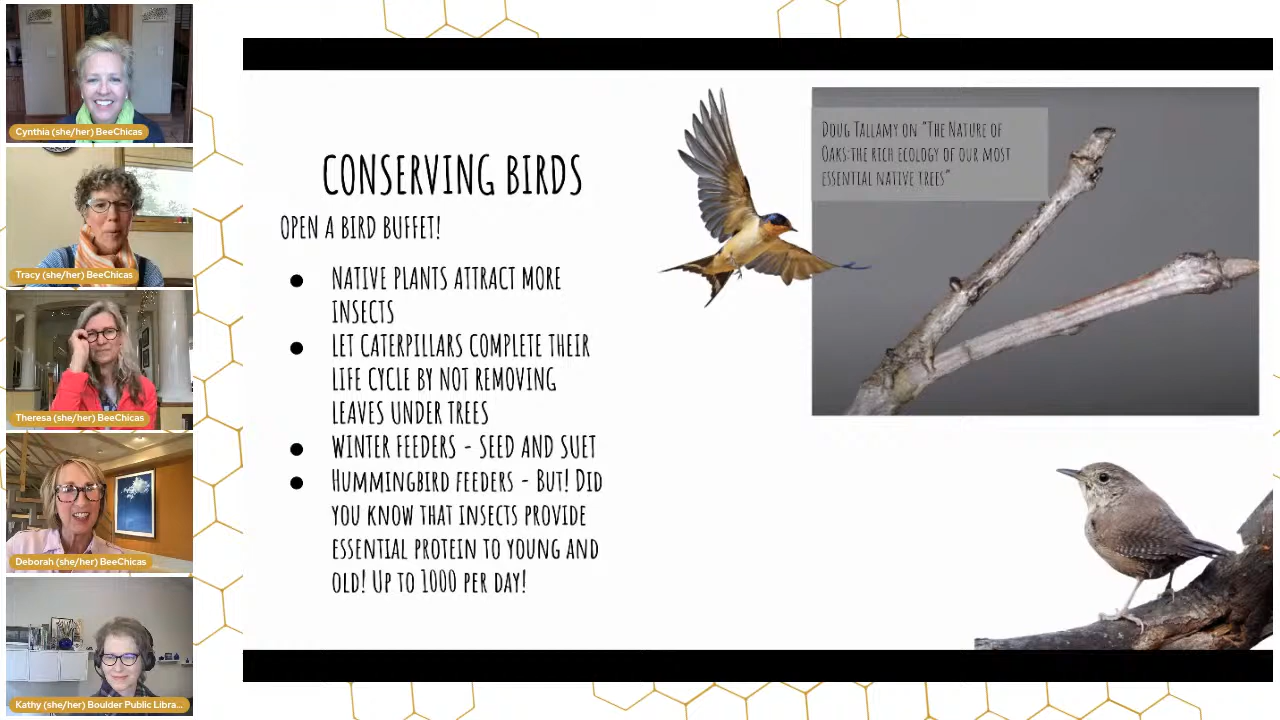 Cynthia (she/her) BeeChicas
Tracy (she/her) BeeChicas
Theresa (she/her) BeeChicas
Deborah (she/her) BeeChicas
Kathy (she/her) Boulder Public Libra...
CONSERVING BIRDS
OPEN A BIRD BUFFET!
● NATIVE PLANTS ATTRACT MORE
INSECTS
● LET CATERPILLARS COMPLETE THEIR
LIFE CYCLE BY NOT REMOVING
LEAVES UNDER TREES
● WINTER FEEDERS - SEED AND SUET
● HUMMINGBIRD FEEDERS - BUT! DID
YOU KNOW THAT INSECTS PROVIDE
ESSENTIAL PROTEIN TO YOUNG AND
OLD! UP TO 1000 PER DAY!
DOUG TALLAMY ON "THE NATURE OF
OAKS:THE RICH ECOLOGY OF OUR MOST
ESSENTIAL NATIVE TREES"